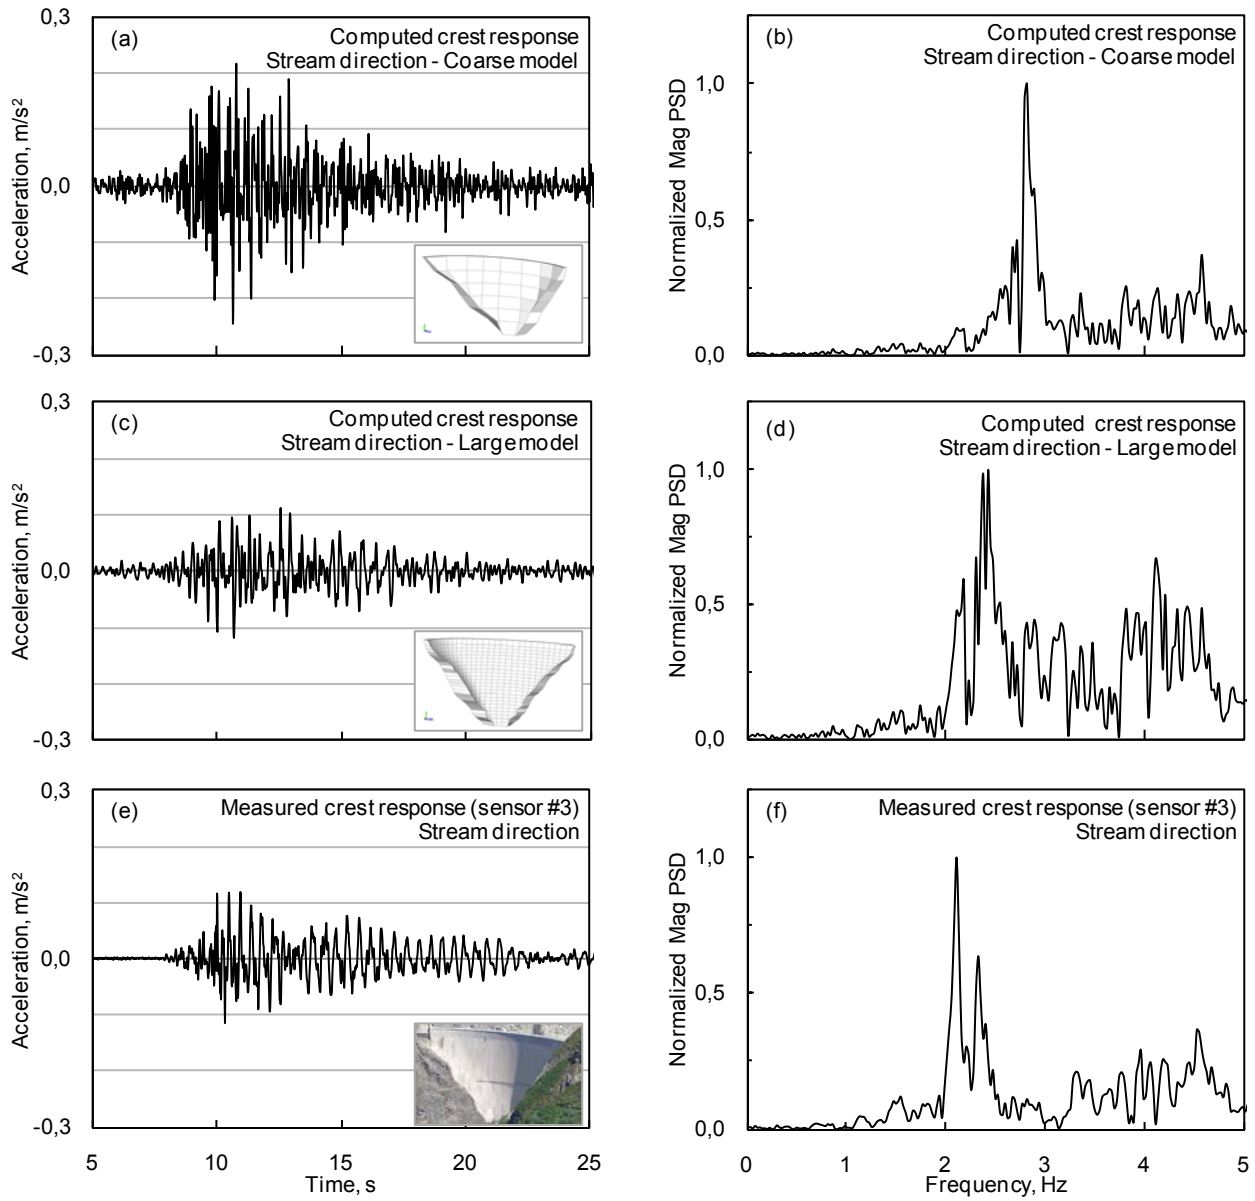 0,3
(a)
Computed crest response
Stream direction - Coarse model
Acceleration, m/s²
0,0
-0,3
(b)
Computed crest response
Stream direction - Coarse model
Normalized Mag PSD
1,0
0,5
0,0
0,3
(c)
Computed crest response
Stream direction - Large model
Acceleration, m/s²
0,0
-0,3
(d)
Computed crest response
Stream direction - Large model
Normalized Mag PSD
1,0
0,5
0,0
0,3
(e)
Measured crest response (sensor #3)
Stream direction
Acceleration, m/s²
0,0
-0,3
5 10 15 20 25
Time, s
(f)
Measured crest response (sensor #3)
Stream direction
Normalized Mag PSD
1,0
0,5
0,0
0 1 2 3 4 5
Frequency, Hz